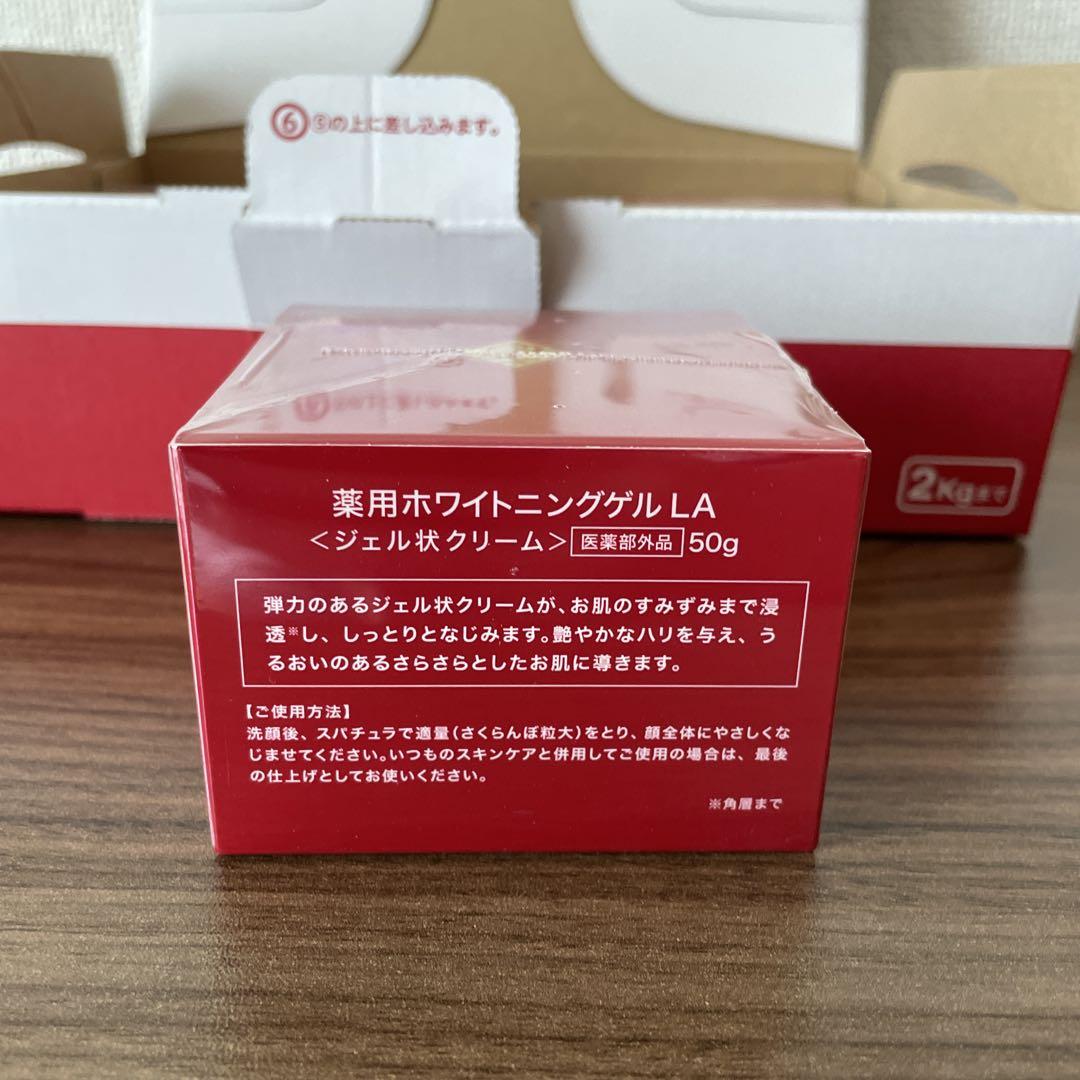 ⑥⑤の上に差し込みます。
2Kgまで
薬用ホワイトニングゲル LA
＜ジェル状クリーム＞ 医薬部外品 50g
弾力のあるジェル状クリームが、お肌のすみずみまで浸
透※し、しっとりとなじみます。艶やかなハリを与え、う
るおいのあるさらさらとしたお肌に導きます。
【ご使用方法】
洗顔後、スパチュラで適量（さくらんぼ粒大）をとり、顔全体にやさしくな
じませてください。いつものスキンケアと併用してご使用の場合は、最後
の仕上げとしてお使いください。
※角層まで